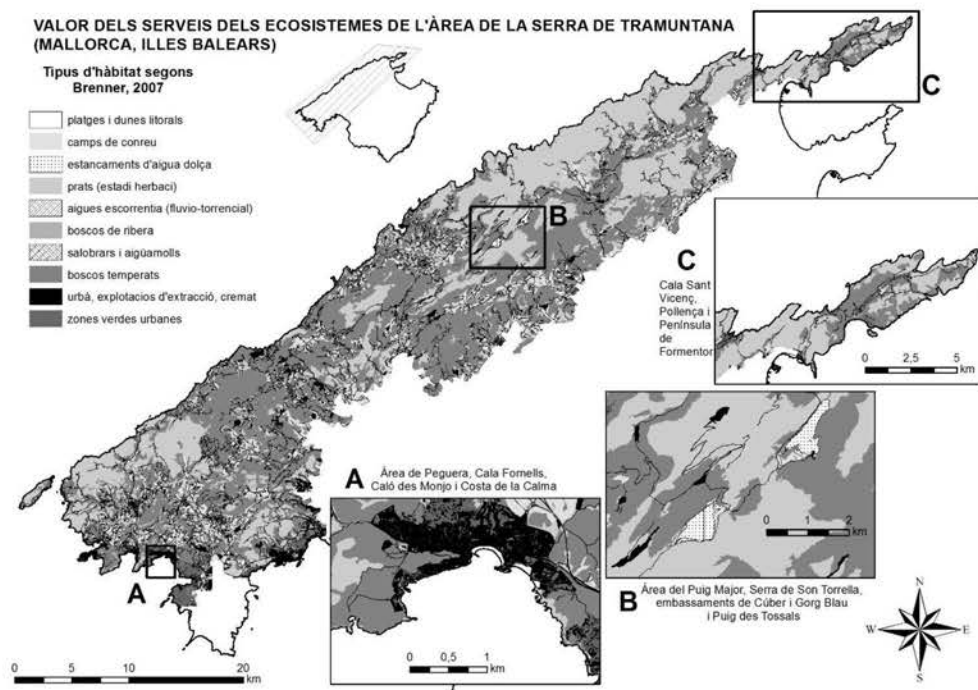 VALOR DELS SERVEIS DELS ECOSISTEMES DE L'ÀREA DE LA SERRA DE TRAMUNTANA
(MALLORCA, ILLES BALEARS)
Tipus d'hàbitat segons
Brenner, 2007
platges i dunes litorals
camps de conreu
estancaments d'aigua dolça
prats (estadi herbaci)
aigues escorrentia (fluvio-torrencial)
boscos de ribera
salobrars i aigüamolls
boscos temperats
urbà, explotacios d'extracció, cremat
zones verdes urbanes
C
B
C
Cala Sant
Vicenç,
Pollença i
Península
de
Formentor
0 2,5 5
km
A
Àrea de Peguera, Cala Fornells,
Caló des Monjo i Costa de la Calma
0 1 2
km
A
B
Àrea del Puig Major, Serra de Son Torrella,
embassaments de Cúber i Gorg Blau
i Puig des Tossals
N
W E
S
0 0,5 1
km
0 5 10 20
km